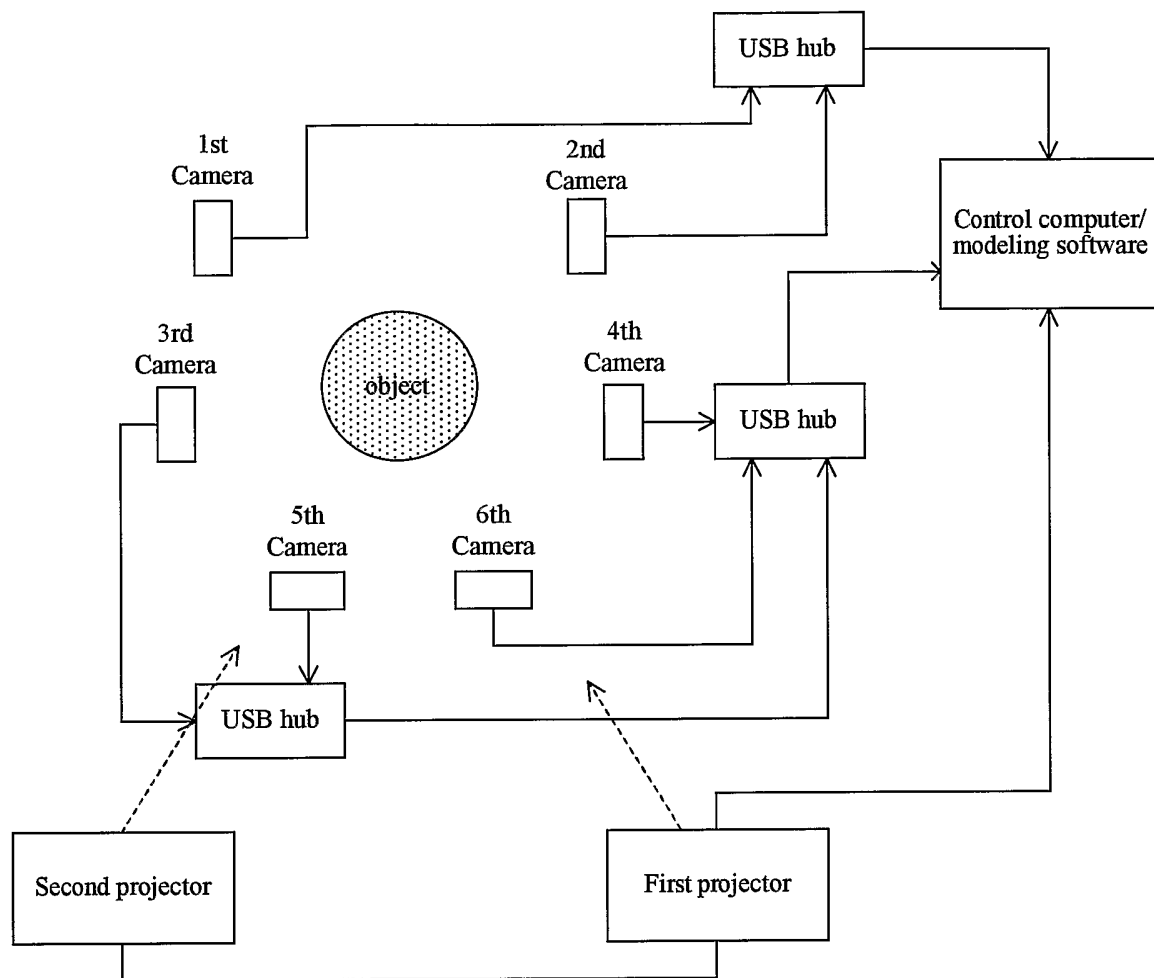 USB hub
1st
Camera
2nd
Camera
Control computer/
modeling software
3rd
Camera
object
4th
Camera
USB hub
5th
Camera
6th
Camera
USB hub
Second projector
First projector